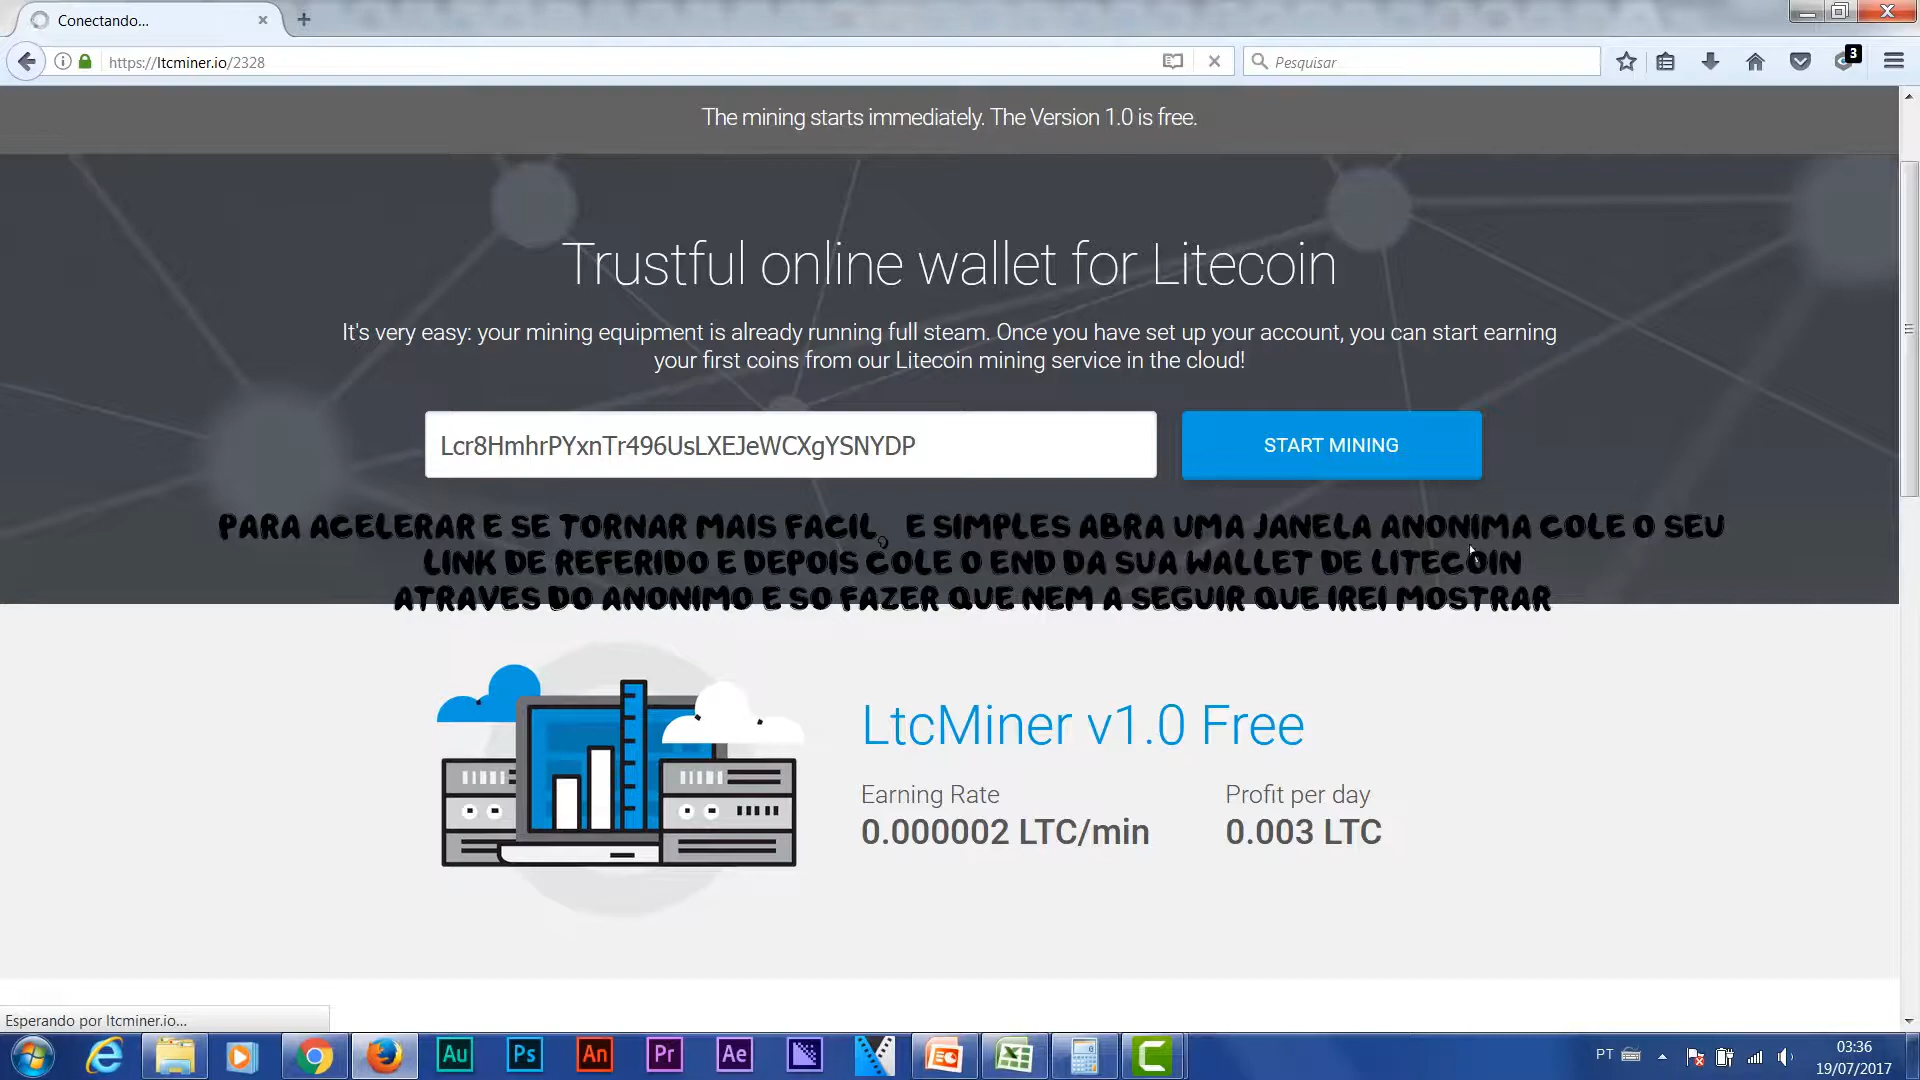 Conectando...
https://ltcminer.io/2328
Pesquisar
3
The mining starts immediately. The Version 1.0 is free.
Trustful online wallet for Litecoin
It's very easy: your mining equipment is already running full steam. Once you have set up your account, you can start earning
your first coins from our Litecoin mining service in the cloud!
Lcr8HmhrPYxnTr496UsLXEJeWCXgYSNYDP
START MINING
PARA ACELERAR E SE TORNAR MAIS FACIL, E SIMPLES ABRA UMA JANELA ANONIMA COLE O SEU
LINK DE REFERIDO E DEPOIS COLE O END DA SUA WALLET DE LITECOIN
ATRAVES DO ANONIMO E SO FAZER QUE NEM A SEGUIR QUE IREI MOSTRAR
LtcMiner v1.0 Free
Earning Rate
Profit per day
0.000002 LTC/min
0.003 LTC
Esperando por ltcminer.io...
Au
Ps
An
Pr
Ae
PT
03:36
19/07/2017